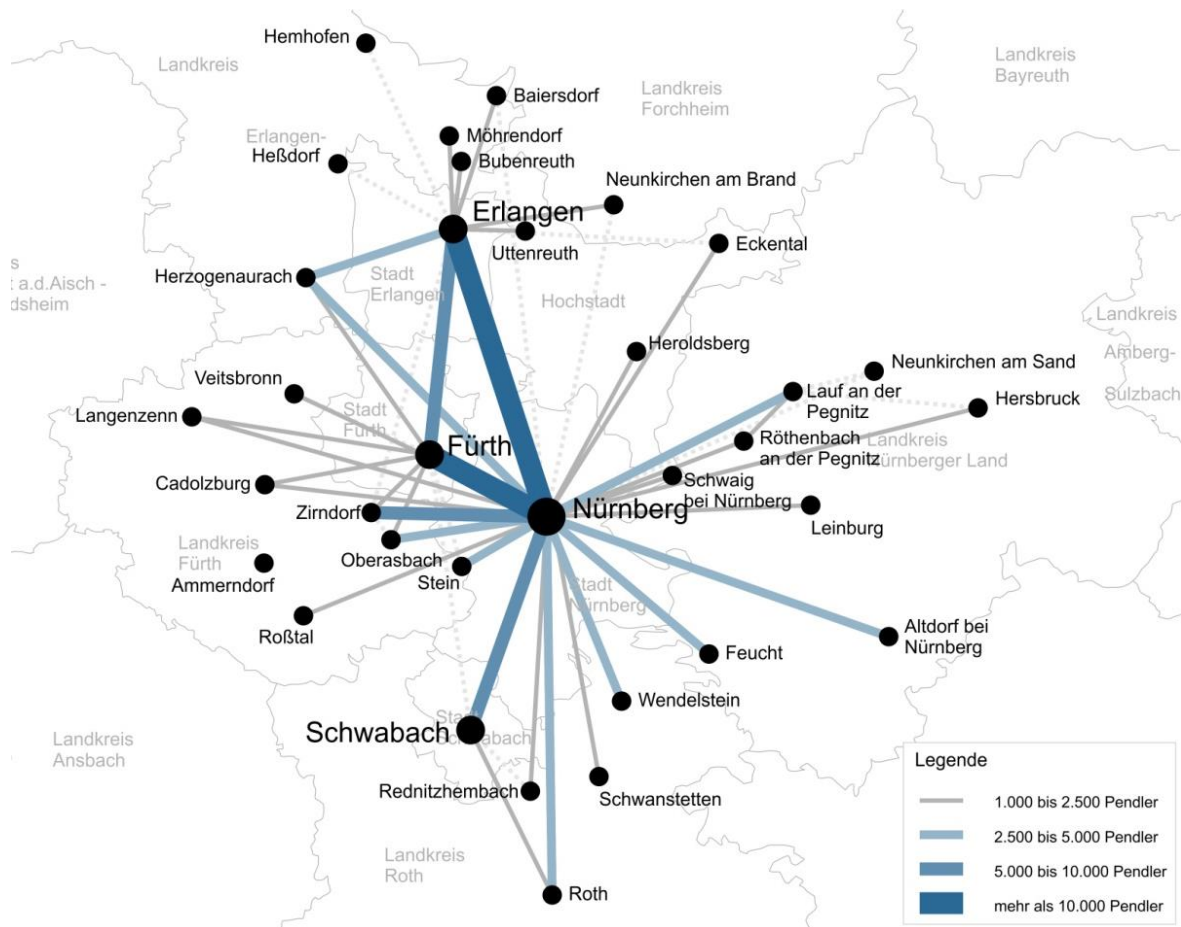 Hemhofen
Landkreis
Landkreis
Bayreuth
Baiersdorf
Landkreis
Forchheim
Möhrendorf
Erlangen-
Heßdorf
Bubenreuth
Neunkirchen am Brand
Erlangen
Uttenreuth
Eckental
Herzogenaurach
Stadt
Erlangen
t a.d.Aisch -
dsheim
Hochstadt
Landkreis
Heroldsberg
Amberg-
Neunkirchen am Sand
Veitsbronn
Lauf an der
Pegnitz
Sulzbach
Hersbruck
Langenzenn
Stadt
Fürth
Fürth
Röthenbach
an der Pegnitz
Landkreis
Nürnberger Land
Cadolzburg
Schwaig
bei Nürnberg
Zirndorf
Nürnberg
Leinburg
Landkreis
Fürth
Oberasbach
Ammerndorf
Stein
Stadt
Nürnberg
Roßtal
Altdorf bei
Nürnberg
Feucht
Wendelstein
Schwabach
Stadt
Schwabach
Landkreis
Ansbach
Rednitzhembach
Schwanstetten
Landkreis
Roth
Roth
Legende
1.000 bis 2.500 Pendler
2.500 bis 5.000 Pendler
5.000 bis 10.000 Pendler
mehr als 10.000 Pendler